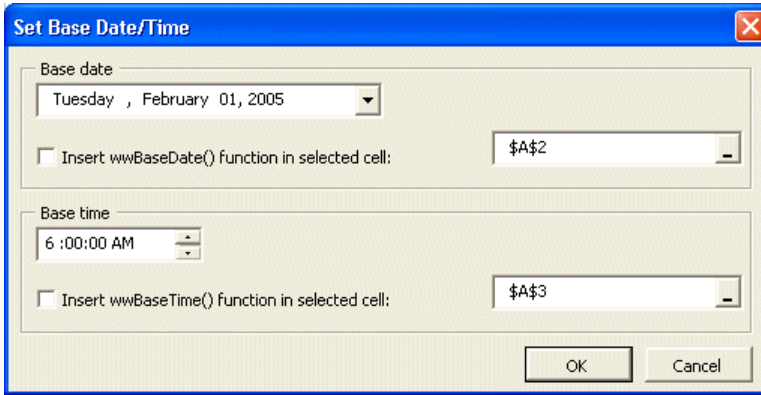 Set Base Date/Time
Base date
Tuesday , February 01, 2005
Insert wwBaseDate() function in selected cell: $A$2
Base time
6 :00:00 AM
Insert wwBaseTime() function in selected cell: $A$3
OK Cancel